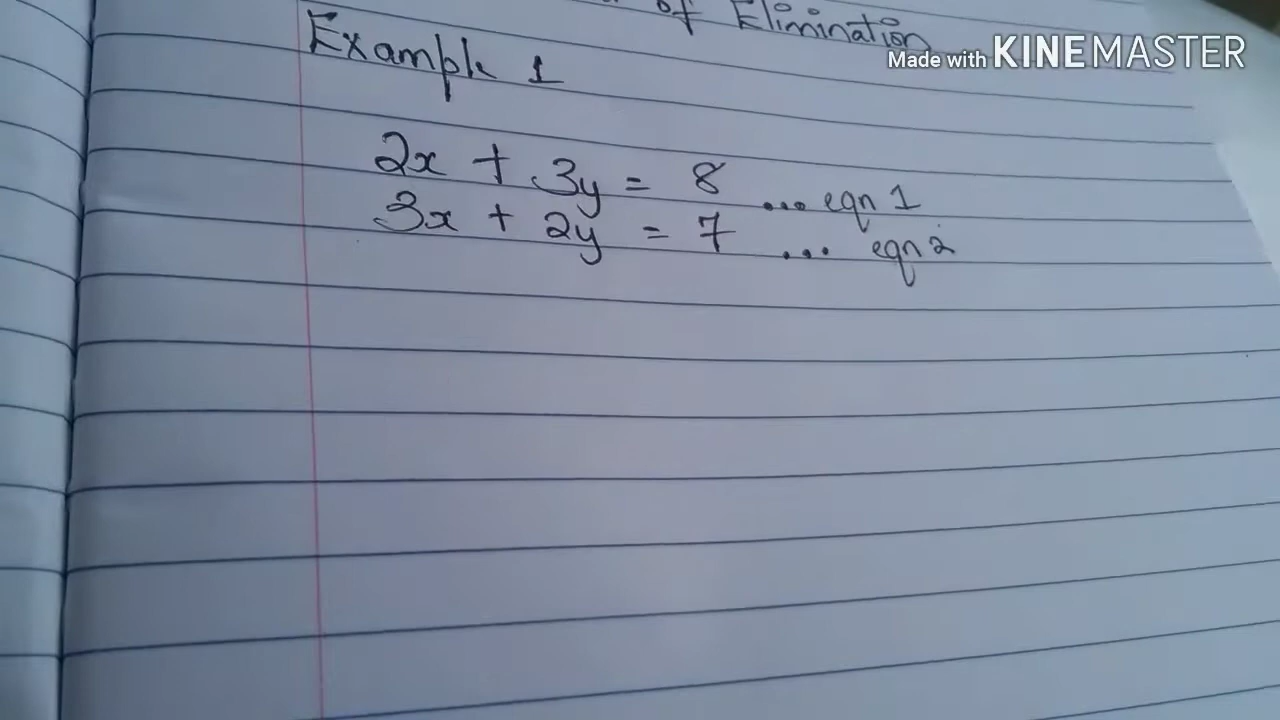 of Elimination
Made with KINEMASTER
Example 1
2x + 3y = 8 ... eqn 1
3x + 2y = 7 ... eqn 2